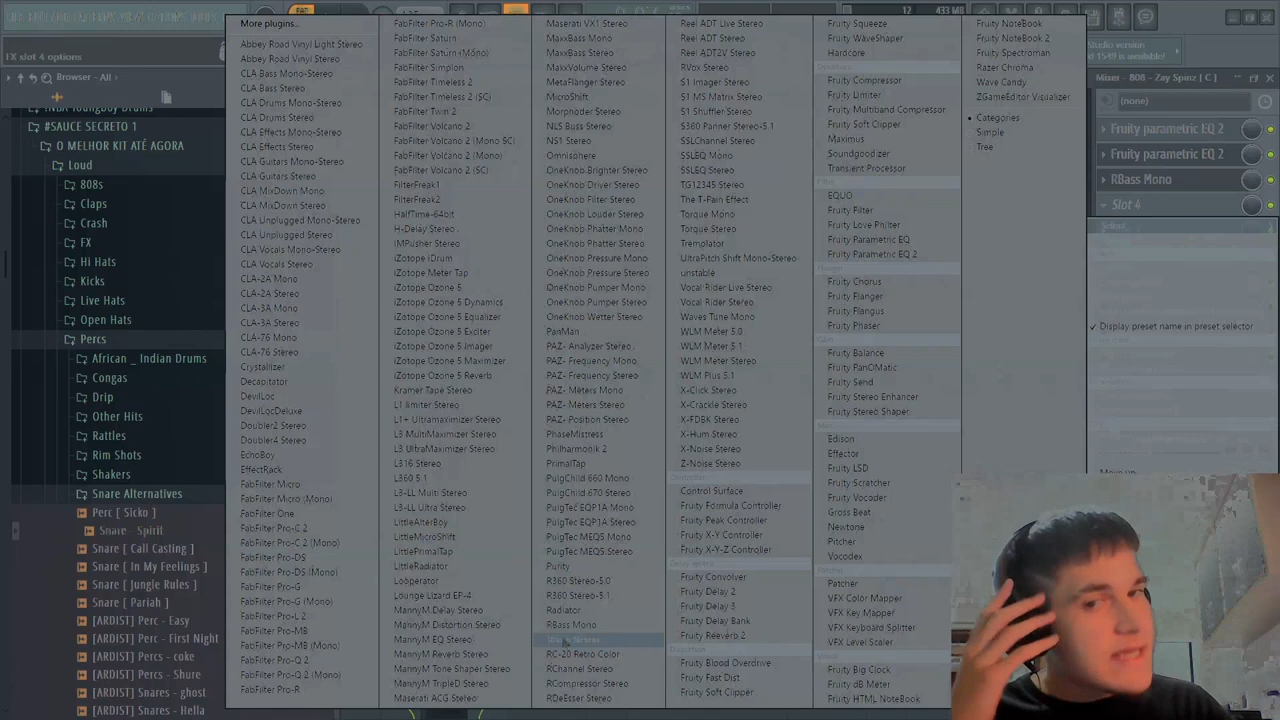 FX slot 4 options
Browser - All
#SAUCE SECRETO 1
O MELHOR KIT ATÉ AGORA
Loud
808s
Claps
Crash
FX
Hi Hats
Kicks
Live Hats
Open Hats
Percs
African _ Indian Drums
Congas
Drip
Other Hits
Rattles
Rim Shots
Shakers
Snare Alternatives
Perc [ Sicko ]
Snare - Spirit
Snare [ Call Casting ]
Snare [ In My Feelings ]
Snare [ Jungle Rules ]
Snare [ Pariah ]
[ARDIST] Perc - Easy
[ARDIST] Perc - First Night
[ARDIST] Percs - coke
[ARDIST] Percs - Shure
[ARDIST] Snares - ghost
[ARDIST] Snares - Hella
More plugins...
Abbey Road Vinyl Light Stereo
Abbey Road Vinyl Stereo
CLA Bass Mono-Stereo
CLA Bass Stereo
CLA Drums Mono-Stereo
CLA Drums Stereo
CLA Effects Mono-Stereo
CLA Effects Stereo
CLA Guitars Mono-Stereo
CLA Guitars Stereo
CLA MixDown Mono
CLA MixDown Stereo
CLA Unplugged Mono-Stereo
CLA Unplugged Stereo
CLA Vocals Mono-Stereo
CLA Vocals Stereo
CLA-2A Mono
CLA-2A Stereo
CLA-3A Mono
CLA-3A Stereo
CLA-76 Mono
CLA-76 Stereo
Crystallizer
Decapitator
DevilLoc
DevilLocDeluxe
Doubler2 Stereo
Doubler4 Stereo
EchoBoy
EffectRack
FabFilter Micro
FabFilter Micro (Mono)
FabFilter One
FabFilter Pro-C 2
FabFilter Pro-C 2 (Mono)
FabFilter Pro-DS
FabFilter Pro-DS (Mono)
FabFilter Pro-G
FabFilter Pro-G (Mono)
FabFilter Pro-L 2
FabFilter Pro-MB
FabFilter Pro-MB (Mono)
FabFilter Pro-Q 2
FabFilter Pro-Q 2 (Mono)
FabFilter Pro-R
FabFilter Pro-R (Mono)
FabFilter Saturn
FabFilter Saturn (Mono)
FabFilter Simplon
FabFilter Timeless 2
FabFilter Timeless 2 (SC)
FabFilter Twin 2
FabFilter Volcano 2
FabFilter Volcano 2 (Mono SC)
FabFilter Volcano 2 (Mono)
FabFilter Volcano 2 (SC)
FilterFreak1
FilterFreak2
HalfTime-64bit
H-Delay Stereo
IMPusher Stereo
iZotope iDrum
iZotope Meter Tap
iZotope Ozone 5
iZotope Ozone 5 Dynamics
iZotope Ozone 5 Equalizer
iZotope Ozone 5 Exciter
iZotope Ozone 5 Imager
iZotope Ozone 5 Maximizer
iZotope Ozone 5 Reverb
Kramer Tape Stereo
L1 limiter Stereo
L1+ Ultramaximizer Stereo
L3 MultiMaximizer Stereo
L3 UltraMaximizer Stereo
L316 Stereo
L360 5.1
L3-LL Multi Stereo
L3-LL Ultra Stereo
LittleAlterBoy
LittleMicroShift
LittlePrimalTap
LittleRadiator
Looperator
Lounge Lizard EP-4
MannyM Delay Stereo
MannyM Distortion Stereo
MannyM EQ Stereo
MannyM Reverb Stereo
MannyM Tone Shaper Stereo
MannyM TripleD Stereo
Maserati ACG Stereo
Maserati VX1 Stereo
MaxxBass Mono
MaxxBass Stereo
MaxxVolume Stereo
MetaFlanger Stereo
MicroShift
Morphoder Stereo
NLS Buss Stereo
NS1 Stereo
Omnisphere
OneKnob Brighter Stereo
OneKnob Driver Stereo
OneKnob Filter Stereo
OneKnob Louder Stereo
OneKnob Phatter Mono
OneKnob Phatter Stereo
OneKnob Pressure Mono
OneKnob Pressure Stereo
OneKnob Pumper Mono
OneKnob Pumper Stereo
OneKnob Wetter Stereo
PanMan
PAZ- Analyzer Stereo
PAZ- Frequency Mono
PAZ- Frequency Stereo
PAZ- Meters Mono
PAZ- Meters Stereo
PAZ- Position Stereo
PhaseMistress
Philharmonik 2
PrimalTap
PuigChild 660 Mono
PuigChild 670 Stereo
PuigTec EQP1A Mono
PuigTec EQP1A Stereo
PuigTec MEQ5 Mono
PuigTec MEQ5 Stereo
Purity
R360 Stereo-5.0
R360 Stereo-5.1
Radiator
RBass Mono
RC-20 Retro Color
RChannel Stereo
RCompressor Stereo
RDeEsser Stereo
Reel ADT Live Stereo
Reel ADT Stereo
Reel ADT2V Stereo
RVox Stereo
S1 Imager Stereo
S1 MS Matrix Stereo
S1 Shuffler Stereo
S360 Panner Stereo-5.1
SSLChannel Stereo
SSLEQ Mono
SSLEQ Stereo
TG12345 Stereo
The T-Pain Effect
Torque Mono
Torque Stereo
Tremplator
UltraPitch Shift Mono-Stereo
unstable
Vocal Rider Live Stereo
Vocal Rider Stereo
Waves Tune Mono
WLM Meter 5.0
WLM Meter 5.1
WLM Meter Stereo
WLM Plus 5.1
X-Click Stereo
X-Crackle Stereo
X-FDBK Stereo
X-Hum Stereo
X-Noise Stereo
Z-Noise Stereo
Controller
Control Surface
Fruity Formula Controller
Fruity Peak Controller
Fruity X-Y Controller
Fruity X-Y-Z Controller
Fruity Convolver
Fruity Delay 2
Fruity Delay 3
Fruity Delay Bank
Fruity Reeverb 2
Distortion
Fruity Blood Overdrive
Fruity Fast Dist
Fruity Soft Clipper
Fruity Squeeze
Fruity WaveShaper
Hardcore
Dynamics
Fruity Compressor
Fruity Limiter
Fruity Multiband Compressor
Fruity Soft Clipper
Maximus
Soundgoodizer
Transient Processor
Filter
EQUO
Fruity Filter
Fruity Love Philter
Fruity Parametric EQ
Fruity Parametric EQ 2
Flanger
Fruity Chorus
Fruity Flanger
Fruity Flangus
Fruity Phaser
Gain
Fruity Balance
Fruity PanOMatic
Fruity Send
Fruity Stereo Enhancer
Fruity Stereo Shaper
Misc
Edison
Effector
Fruity LSD
Fruity Scratcher
Fruity Vocoder
Gross Beat
Newtone
Pitcher
Vocodex
Patcher
Patcher
VFX Color Mapper
VFX Key Mapper
VFX Keyboard Splitter
VFX Level Scaler
Visual
Fruity Big Clock
Fruity dB Meter
Fruity HTML NoteBook
Fruity NoteBook
Fruity NoteBook 2
Fruity Spectroman
Razer Chroma
Wave Candy
ZGameEditor Visualizer
Categories
Simple
Tree
12
433 MB
Studio version
1549 is available!
Mixer - 808 - Zay Spinz [ C ]
(none)
Fruity parametric EQ 2
Fruity parametric EQ 2
RBass Mono
Slot 4
Select
Display preset name in preset selector
Move up